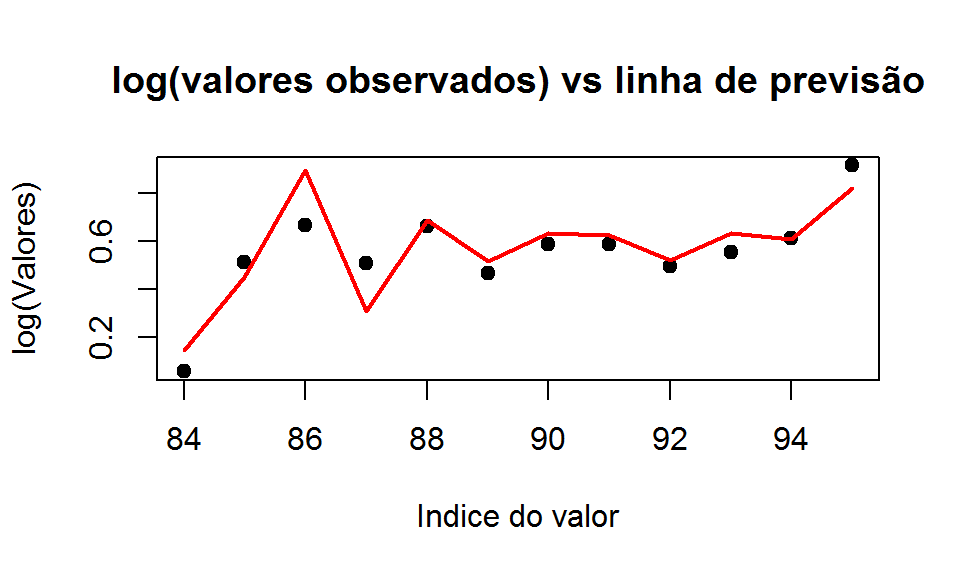 log(valores observados) vs linha de previsão
log(Valores)
0.6
0.2
84 86 88 90 92 94
Indice do valor